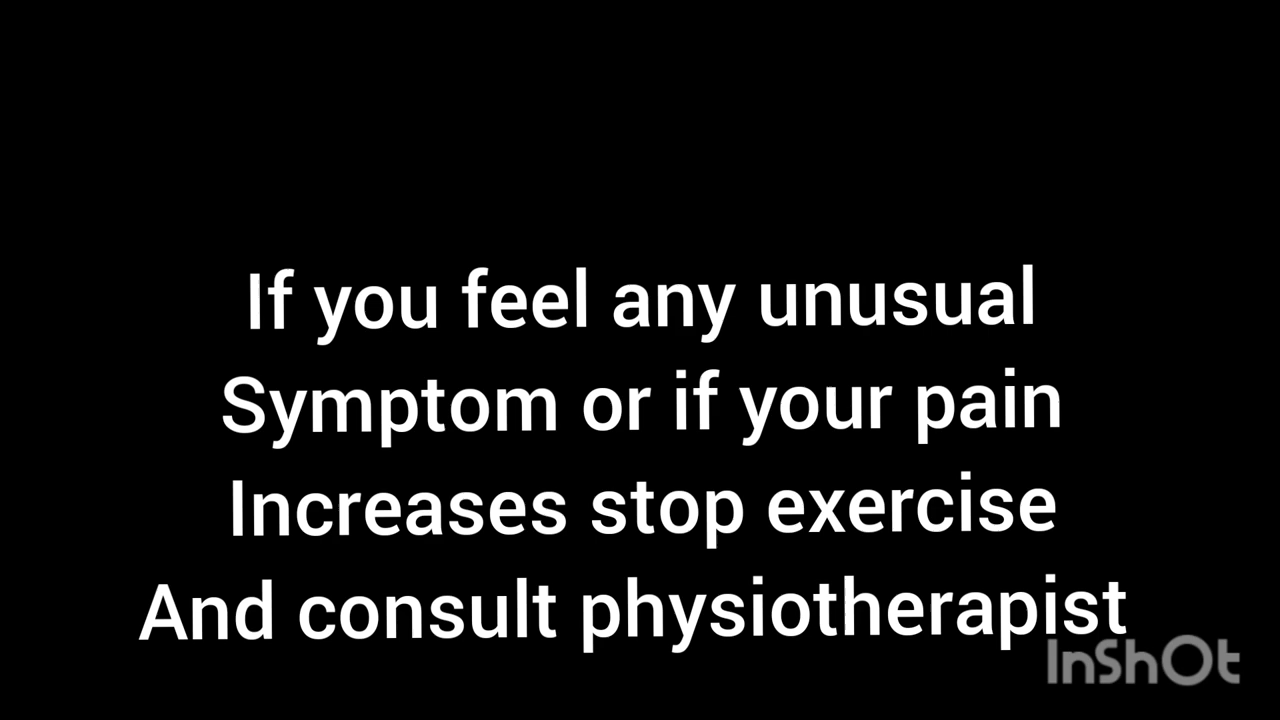 If you feel any unusual
Symptom or if your pain
Increases stop exercise
And consult physiotherapist
InShOt